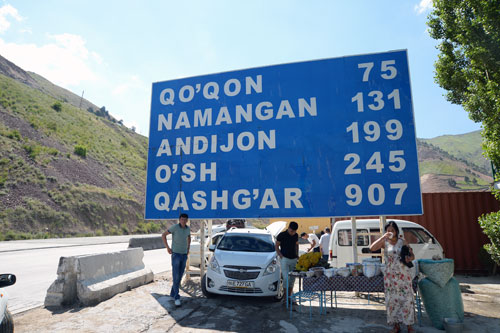 QO'QON 75
NAMANGAN 131
ANDIJON 199
O'SH 245
QASHG'AR 907